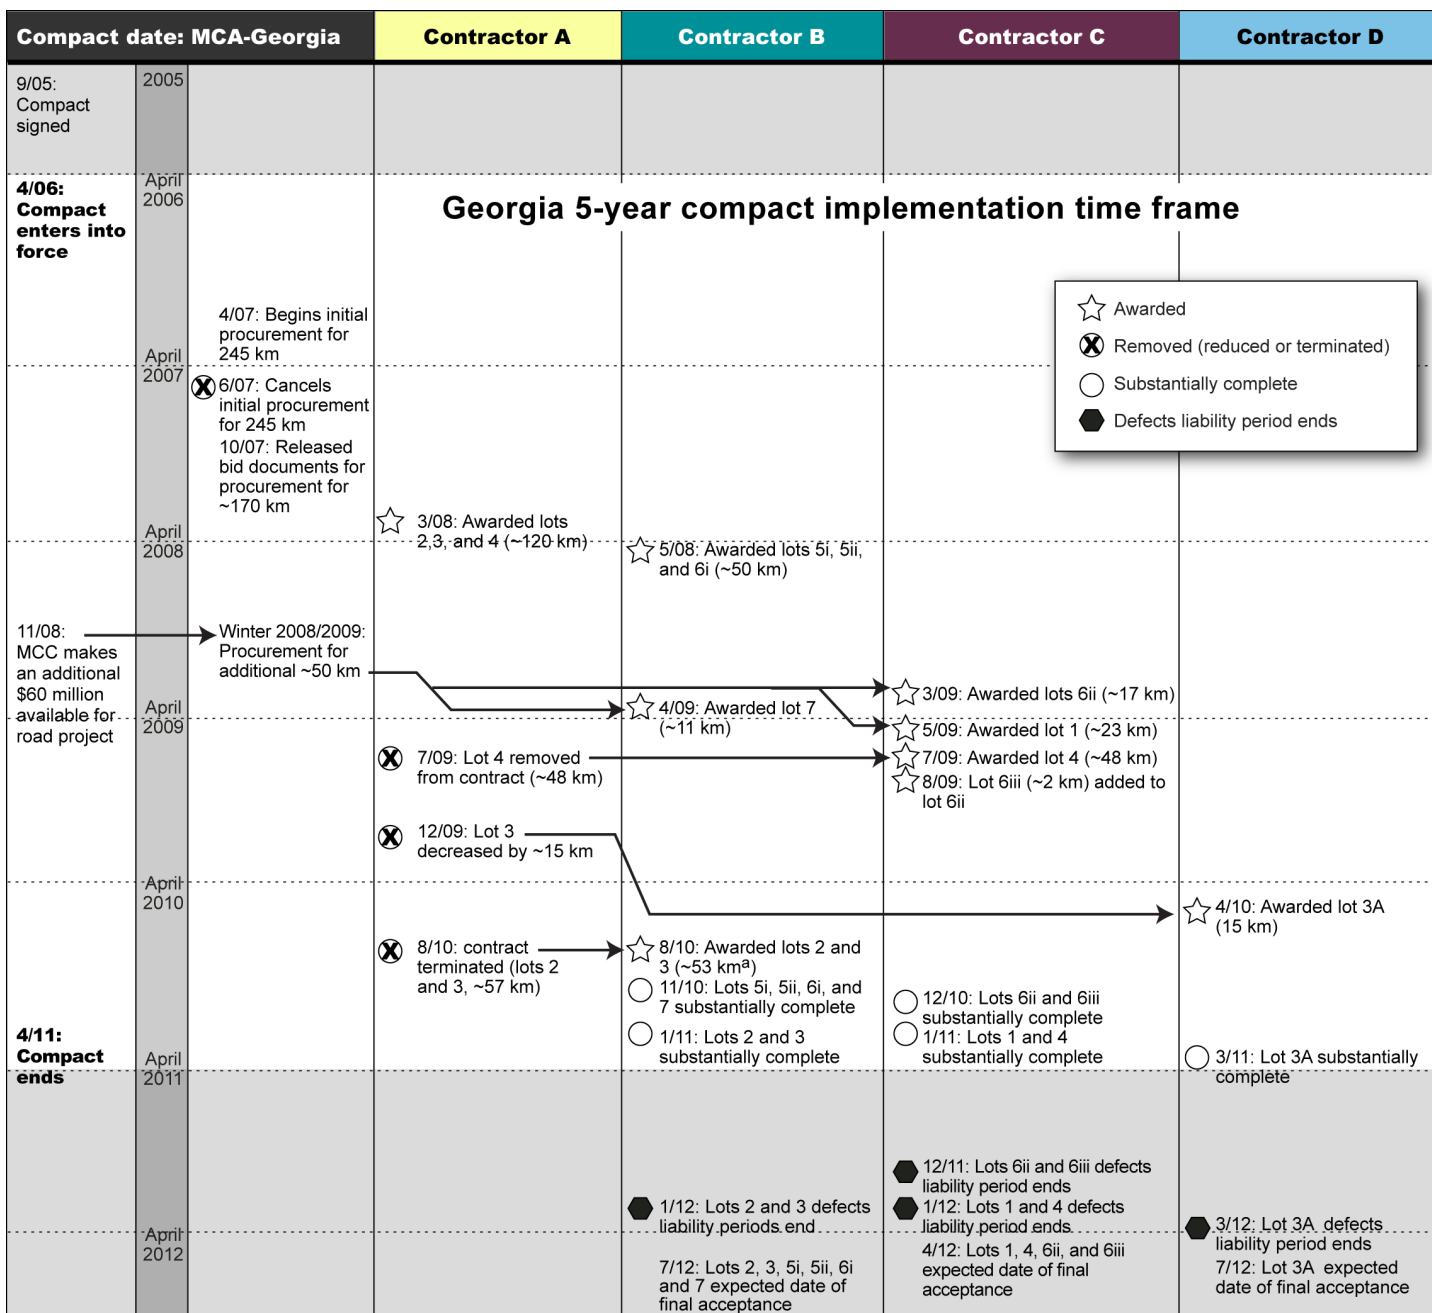 Compact date: MCA-Georgia
Contractor A
Contractor B
Contractor C
Contractor D
9/05:
Compact
signed
2005
4/06:
Compact
enters into
force
April
2006
Georgia 5-year compact implementation time frame
Awarded
X Removed (reduced or terminated)
Substantially complete
Defects liability period ends
4/07: Begins initial
procurement for
245 km
April
2007
X 6/07: Cancels
initial procurement
for 245 km
10/07: Released
bid documents for
procurement for
~170 km
April
2008
3/08: Awarded lots
2,3, and 4 (~120 km)
5/08: Awarded lots 5i, 5ii,
and 6i (~50 km)
11/08:
MCC makes
an additional
$60 million
available for
road project
Winter 2008/2009:
Procurement for
additional ~50 km
3/09: Awarded lots 6ii (~17 km)
April
2009
4/09: Awarded lot 7
(~11 km)
5/09: Awarded lot 1 (~23 km)
X 7/09: Lot 4 removed
from contract (~48 km)
7/09: Awarded lot 4 (~48 km)
8/09: Lot 6iii (~2 km) added to
lot 6ii
X 12/09: Lot 3
decreased by ~15 km
April
2010
4/10: Awarded lot 3A
(15 km)
X 8/10: contract
terminated (lots 2
and 3, ~57 km)
8/10: Awarded lots 2 and
3 (~53 kmᵃ)
11/10: Lots 5i, 5ii, 6i, and
7 substantially complete
1/11: Lots 2 and 3
substantially complete
12/10: Lots 6ii and 6iii
substantially complete
1/11: Lots 1 and 4
substantially complete
4/11:
Compact
ends
April
2011
3/11: Lot 3A substantially
complete
12/11: Lots 6ii and 6iii defects
liability period ends
1/12: Lots 2 and 3 defects
liability periods end
1/12: Lots 1 and 4 defects
liability period ends
3/12: Lot 3A defects
liability period ends
April
2012
7/12: Lots 2, 3, 5i, 5ii, 6i
and 7 expected date of
final acceptance
4/12: Lots 1, 4, 6ii, and 6iii
expected date of final
acceptance
7/12: Lot 3A expected
date of final acceptance